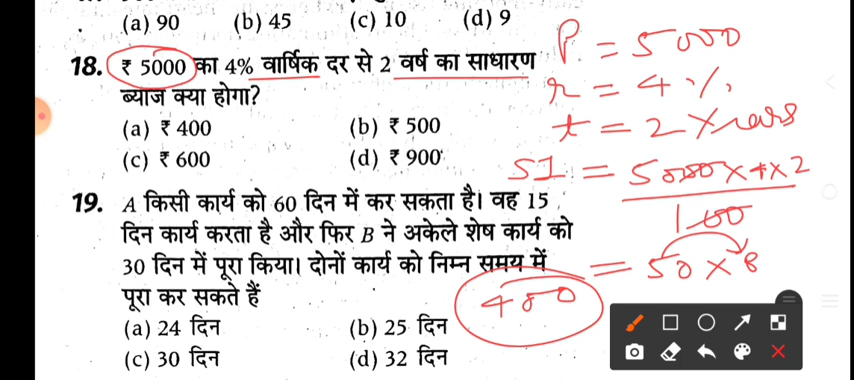 (a) 90 (b) 45 (c) 10 (d) 9
18. ₹ 5000 का 4% वार्षिक दर से 2 वर्ष का साधारण
ब्याज क्या होगा?
(a) ₹ 400 (b) ₹ 500
(c) ₹ 600 (d) ₹ 900
19. A किसी कार्य को 60 दिन में कर सकता है। वह 15
दिन कार्य करता है और फिर B ने अकेले शेष कार्य को
30 दिन में पूरा किया। दोनों कार्य को निम्न समय में
पूरा कर सकते हैं
(a) 24 दिन (b) 25 दिन
(c) 30 दिन (d) 32 दिन
P. = 5000
r = 4 %
t = 2 Years
SI = 5000 x 4 x 2
100
= 50 x 8
400